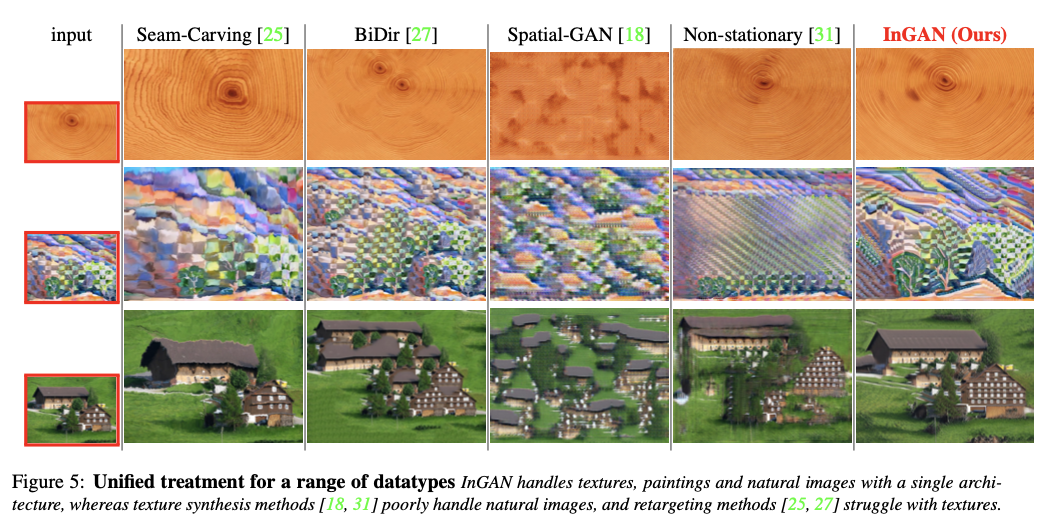 input Seam-Carving [25] BiDir [27] Spatial-GAN [18] Non-stationary [31] InGAN (Ours)
Figure 5: Unified treatment for a range of datatypes InGAN handles textures, paintings and natural images with a single archi-
tecture, whereas texture synthesis methods [18, 31] poorly handle natural images, and retargeting methods [25, 27] struggle with textures.